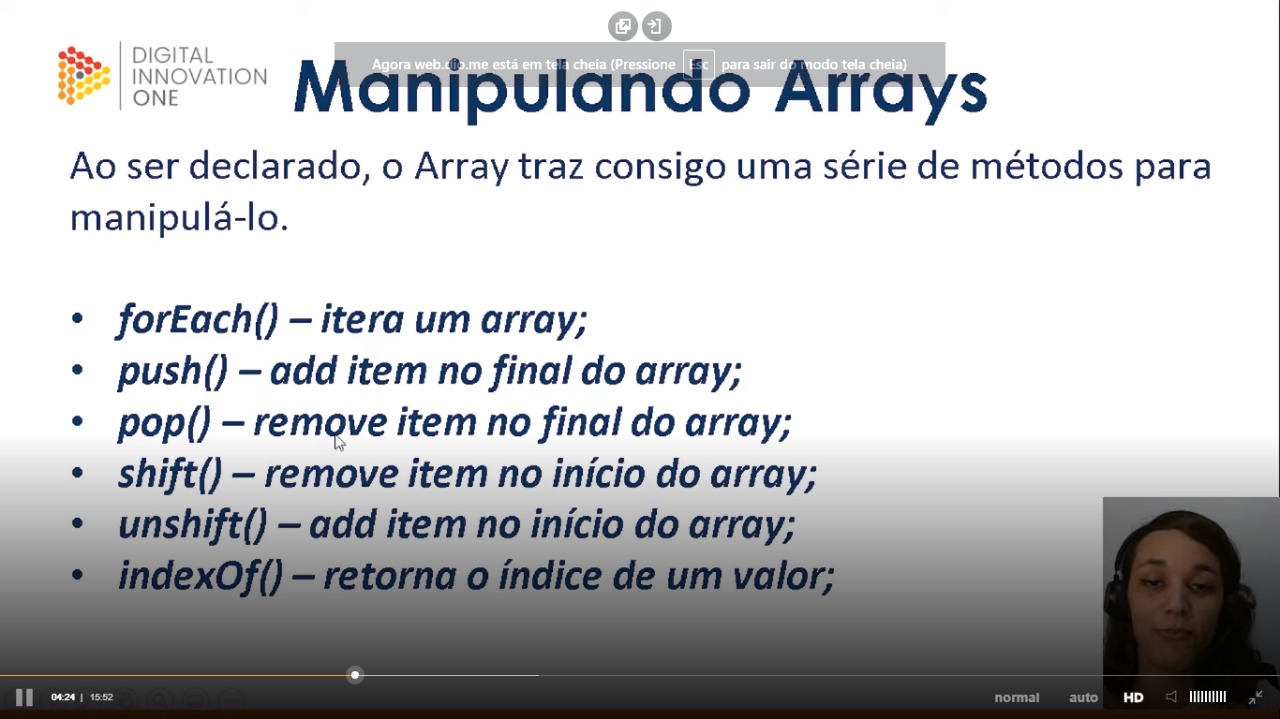 Agora web.dio.me está em tela cheia (Pressione Esc para sair do modo tela cheia)
DIGITAL
INNOVATION
ONE
Manipulando Arrays
Ao ser declarado, o Array traz consigo uma série de métodos para
manipulá-lo.
• forEach() – itera um array;
• push() – add item no final do array;
• pop() – remove item no final do array;
• shift() – remove item no início do array;
• unshift() – add item no início do array;
• indexOf() – retorna o índice de um valor;
04:24 | 15:52
normal auto HD